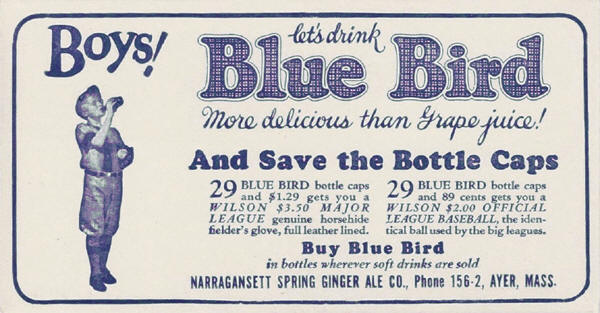 Boys!
let's drink
Blue Bird
More delicious than Grape juice!
And Save the Bottle Caps
29 BLUE BIRD bottle caps
and $1.29 gets you a
WILSON $3.50 MAJOR
LEAGUE genuine horsehide
fielder's glove, full leather lined.
29 BLUE BIRD bottle caps
and 89 cents gets you a
WILSON $2.00 OFFICIAL
LEAGUE BASEBALL, the iden-
tical ball used by the big leagues.
Buy Blue Bird
in bottles wherever soft drinks are sold
NARRAGANSETT SPRING GINGER ALE CO., Phone 156-2, AYER, MASS.